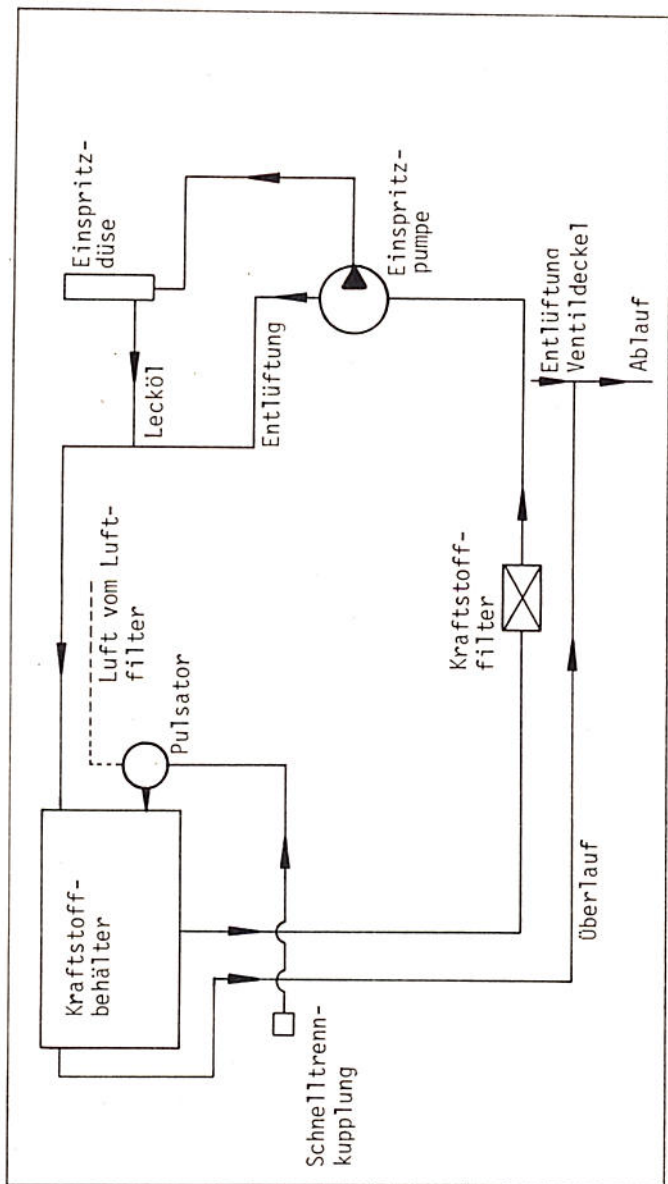 Kraftstoff-
behälter
Schnelltrenn-
kupplung
Luft vom Luft-
filter
Pulsator
Lecköl
Einspritz-
düse
Entlüftung
Einspritz-
pumpe
Kraftstoff-
filter
Überlauf
Entlüftung
Ventildeckel
Ablauf